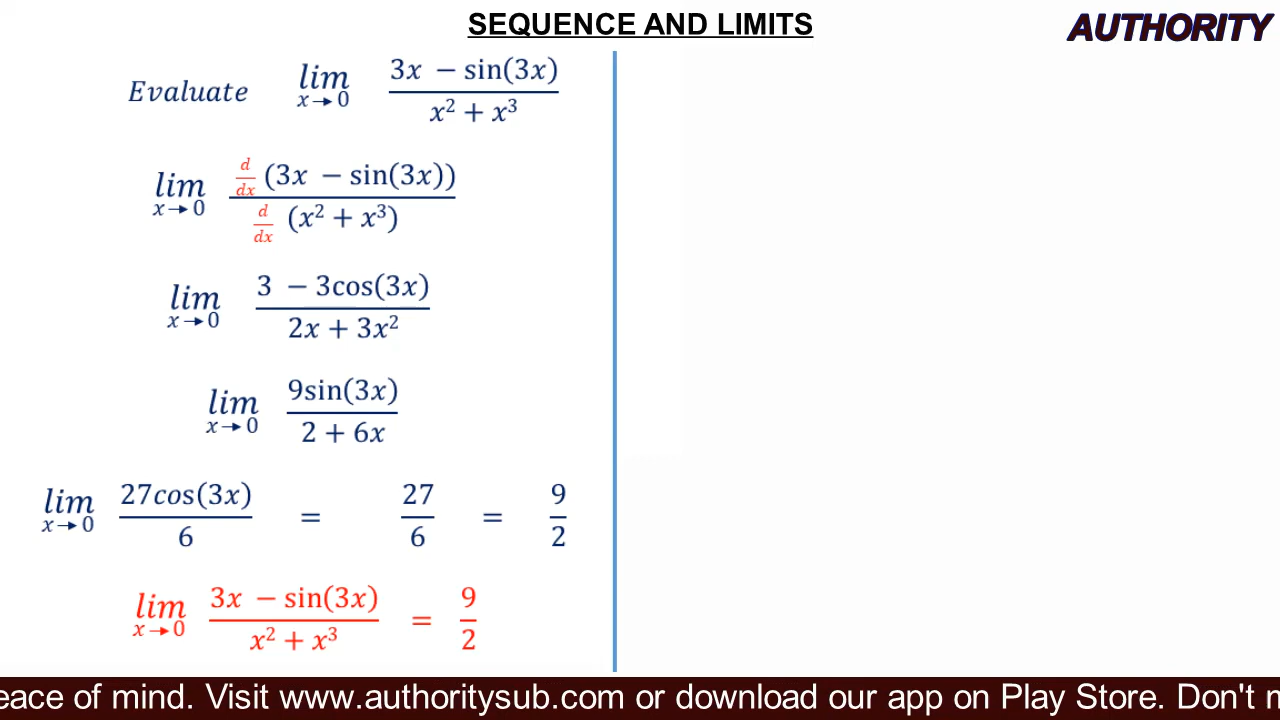 SEQUENCE AND LIMITS
AUTHORITY
Evaluate lim x→0 (3x − sin(3x))/(x² + x³)
lim x→0 (d/dx (3x − sin(3x)))/(d/dx (x² + x³))
lim x→0 (3 − 3cos(3x))/(2x + 3x²)
lim x→0 (9sin(3x))/(2 + 6x)
lim x→0 (27cos(3x))/6 = 27/6 = 9/2
lim x→0 (3x − sin(3x))/(x² + x³) = 9/2
eace of mind. Visit www.authoritysub.com or download our app on Play Store. Don't